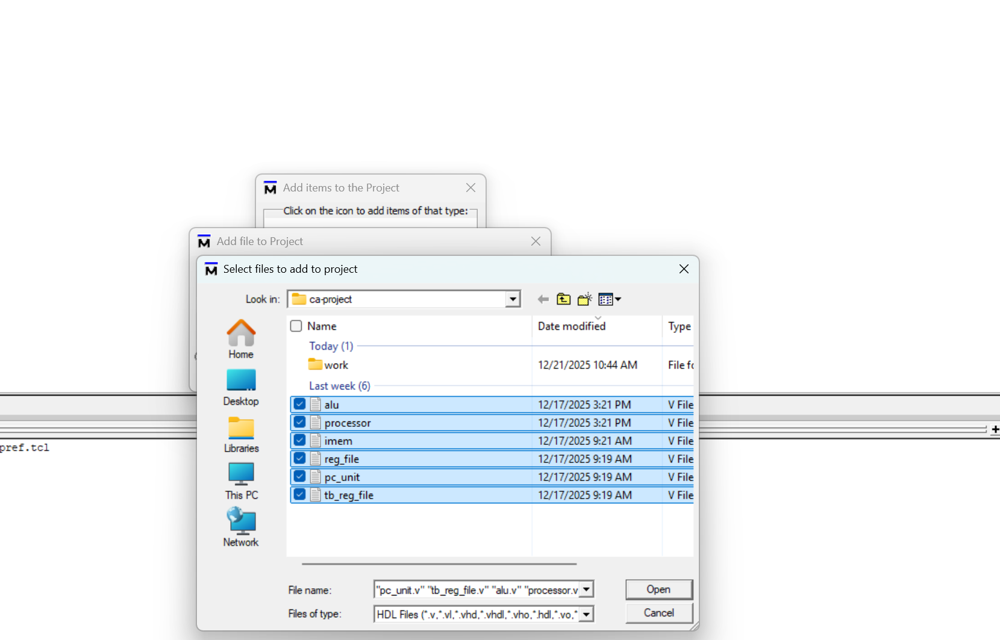 Add items to the Project
Click on the icon to add items of that type:
Add file to Project
Select files to add to project
Look in: ca-project
Name Date modified Type
Today (1)
work 12/21/2025 10:44 AM
Last week (6)
alu 12/17/2025 3:21 PM V File
processor 12/17/2025 3:21 PM V File
imem 12/17/2025 9:21 AM V File
reg_file 12/17/2025 9:19 AM V File
pc_unit 12/17/2025 9:19 AM V File
tb_reg_file 12/17/2025 9:19 AM V File
Home
Desktop
Libraries
This PC
Network
pref.tcl
File name: "pc_unit.v" "tb_reg_file.v" "alu.v" "processor.v
Open
Files of type: HDL Files (*.v,*.vl,*.vhd,*.vhdl,*.vho,*.hdl,*.vo,*
Cancel